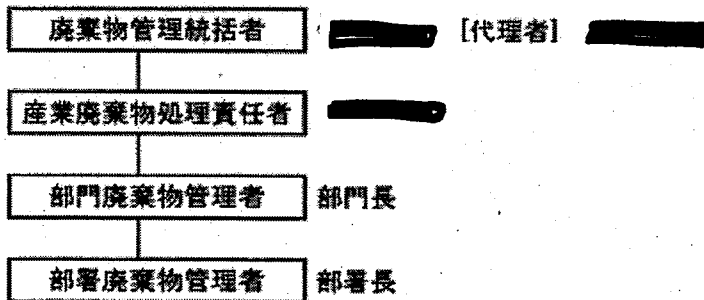 廃棄物管理統括者 [代理者]
産業廃棄物処理責任者
部門廃棄物管理者 部門長
部署廃棄物管理者 部署長